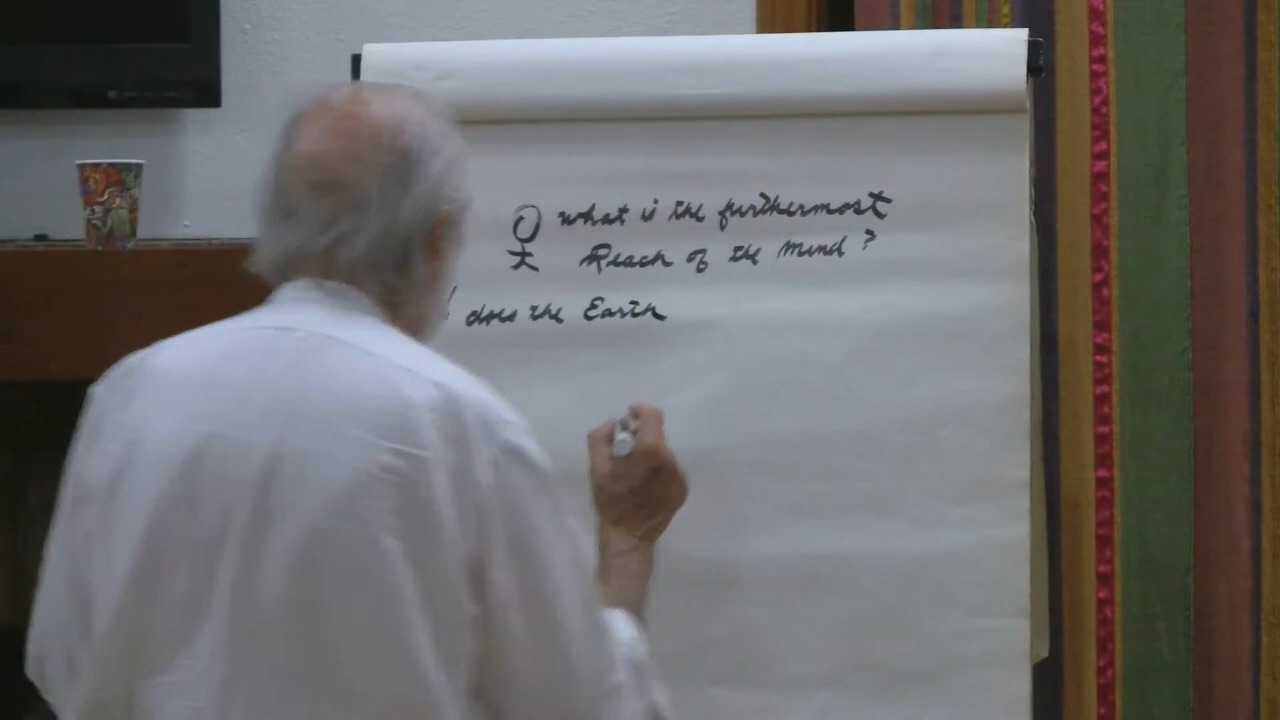 Q what is the furthermost
Reach of the mind?
does the Earth